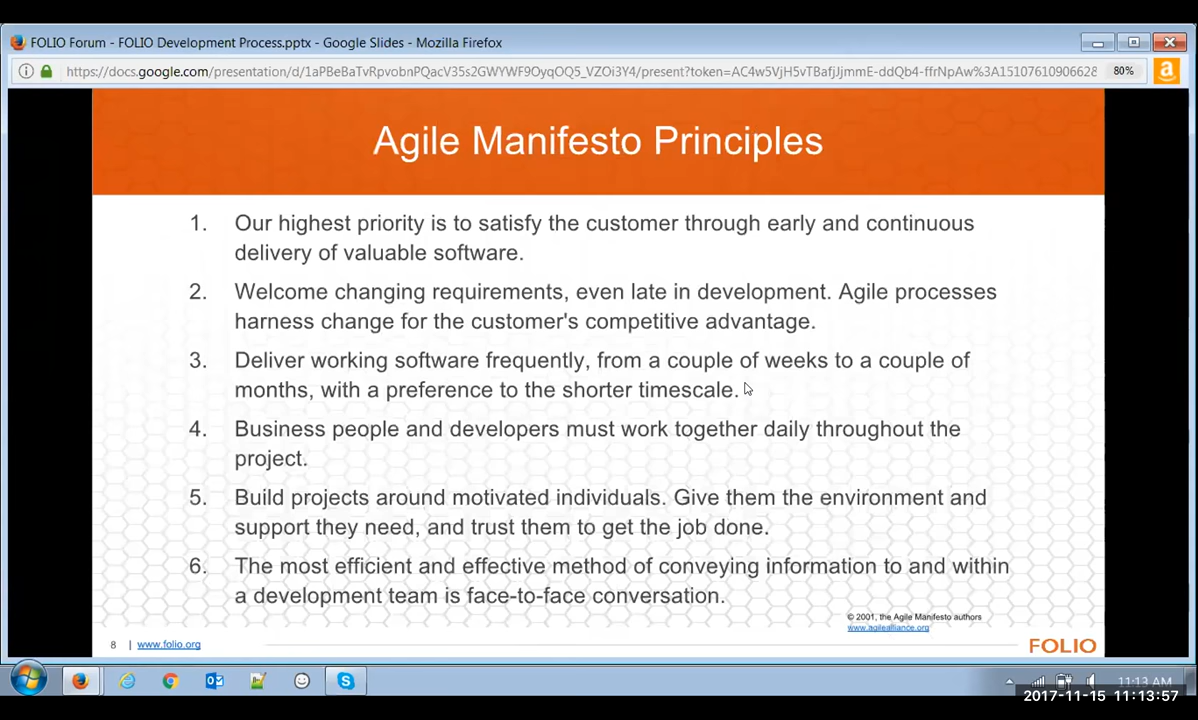 FOLIO Forum - FOLIO Development Process.pptx - Google Slides - Mozilla Firefox
https://docs.google.com/presentation/d/1aPBeBaTvRpvobnPQacV35s2GWYWF9OyqOQ5_VZOi3Y4/present?token=AC4w5VjH5vTBafjJjmmE-ddQb4-ffrNpAw%3A15107610906628 80%
Agile Manifesto Principles
1. Our highest priority is to satisfy the customer through early and continuous
delivery of valuable software.
2. Welcome changing requirements, even late in development. Agile processes
harness change for the customer's competitive advantage.
3. Deliver working software frequently, from a couple of weeks to a couple of
months, with a preference to the shorter timescale.
4. Business people and developers must work together daily throughout the
project.
5. Build projects around motivated individuals. Give them the environment and
support they need, and trust them to get the job done.
6. The most efficient and effective method of conveying information to and within
a development team is face-to-face conversation.
© 2001, the Agile Manifesto authors
www.agilealliance.org
8 | www.folio.org
FOLIO
11:13 AM
2017-11-15 11:13:57